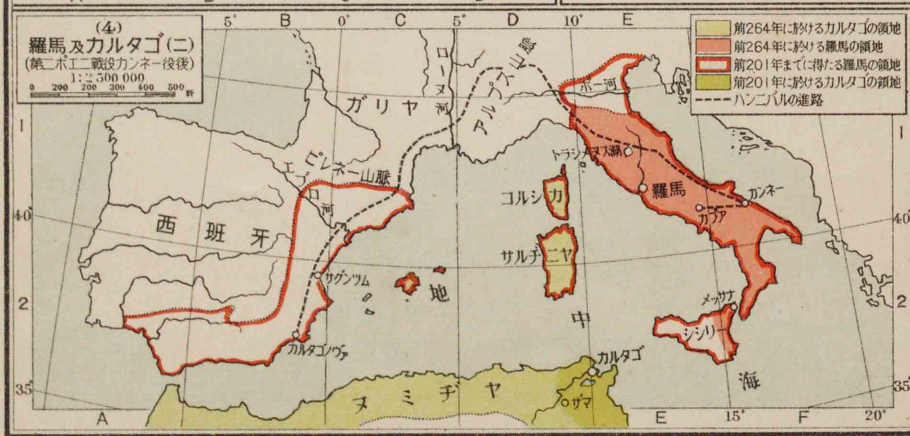 A
D
(4)
羅馬及カルタゴ(二)
(第二ポエニ戰役カンネー役後)
1:2 500 000
0 100 200 300 400 500
5°
B
0°
C
5°
D
10°
E
前264年に於けるカルタゴの領地
前264年に於ける羅馬の領地
前201年までに得たる羅馬の領地
前201年に於けるカルタゴの領地
ハンニバルの進路
ローヌ河
アルプス山脈
ポー河
ガリヤ
1
1
ピレネー山脈
エブロ河
トラシメヌス湖
羅馬
カンネー
カプア
コルシカ
40°
40°
西班牙
サルヂニヤ
サグンツム
地中海
2
2
メッサナ
シシリー
カルタゴノヴァ
カルタゴ
35°
ヌミヂヤ
ザマ
35°
A
E
15°
F
20°